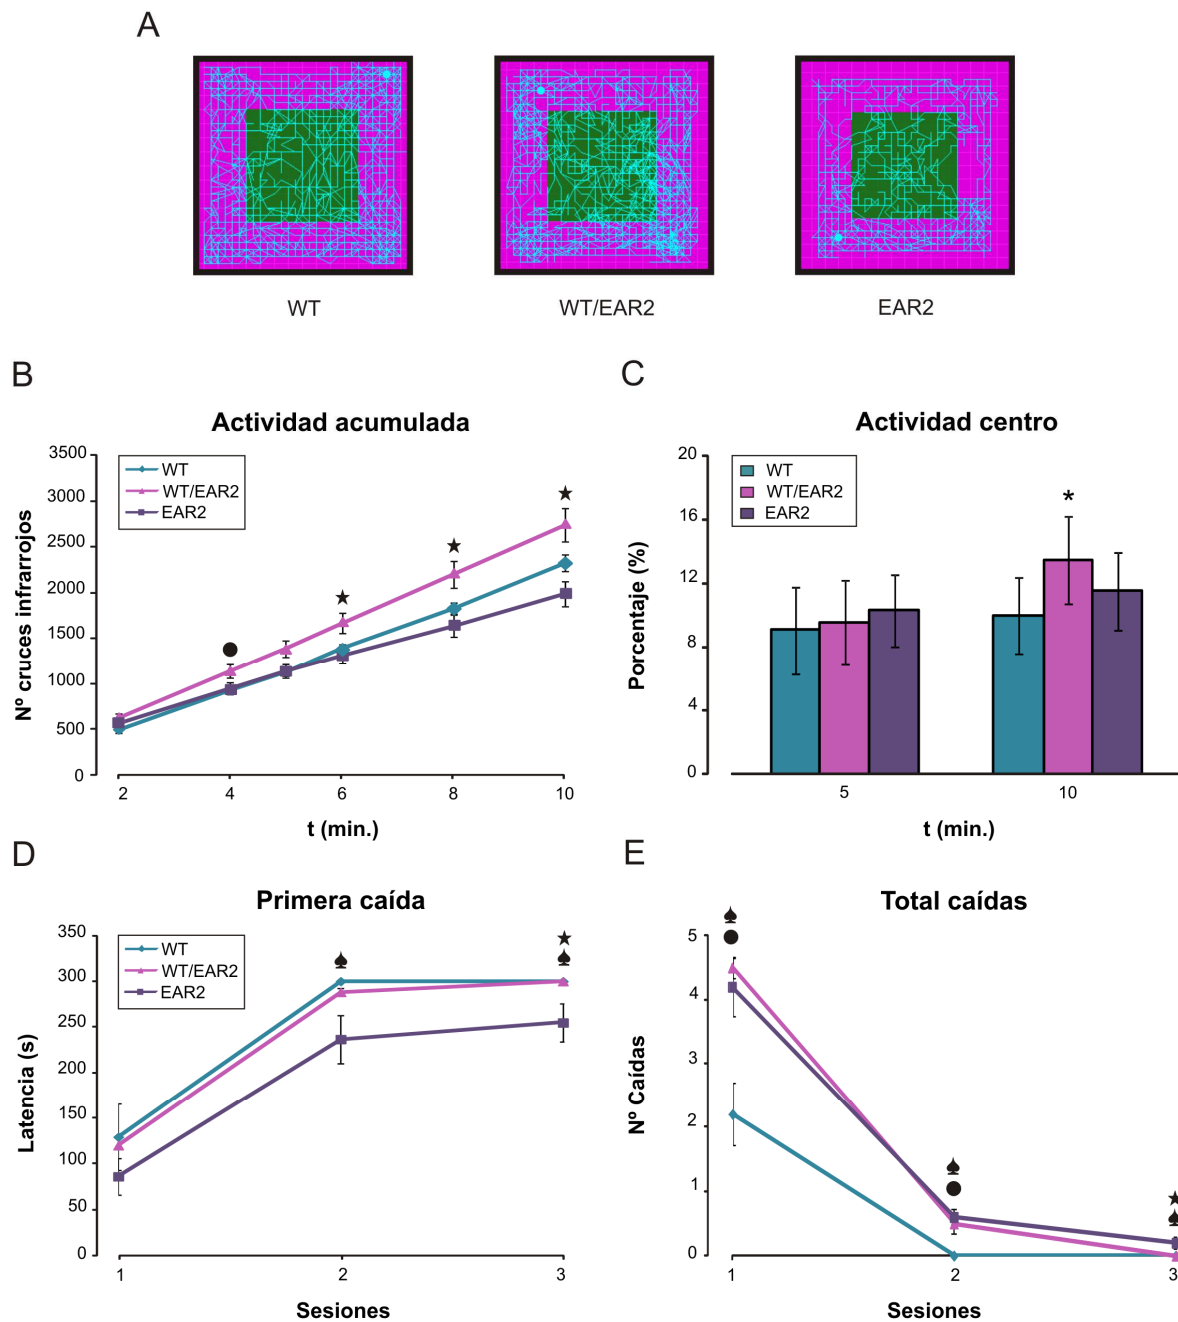 A
WT
WT/EAR2
EAR2
B
Actividad acumulada
Nº cruces infrarrojos
3500
3000
2500
2000
1500
1000
500
0
WT
WT/EAR2
EAR2
2
4
6
8
10
t (min.)
C
Actividad centro
Porcentaje (%)
20
16
12
8
4
0
WT
WT/EAR2
EAR2
*
5
10
t (min.)
D
Primera caída
Latencia (s)
350
300
250
200
150
100
50
0
WT
WT/EAR2
EAR2
1
2
3
Sesiones
E
Total caídas
Nº Caídas
5
4
3
2
1
0
1
2
3
Sesiones